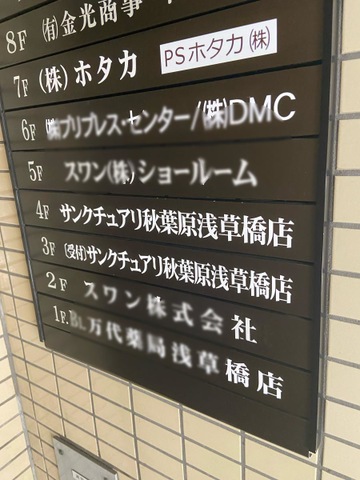 8F (有)金光商事
7F (株)ホタカ PSホタカ(株)
6F (株)プリプレス・センター/(株)DMC
5F スワン(株)ショールーム
4F サンクチュアリ秋葉原浅草橋店
3F (受付)サンクチュアリ秋葉原浅草橋店
2F スワン株式会社
1F.B1.万代薬局浅草橋店